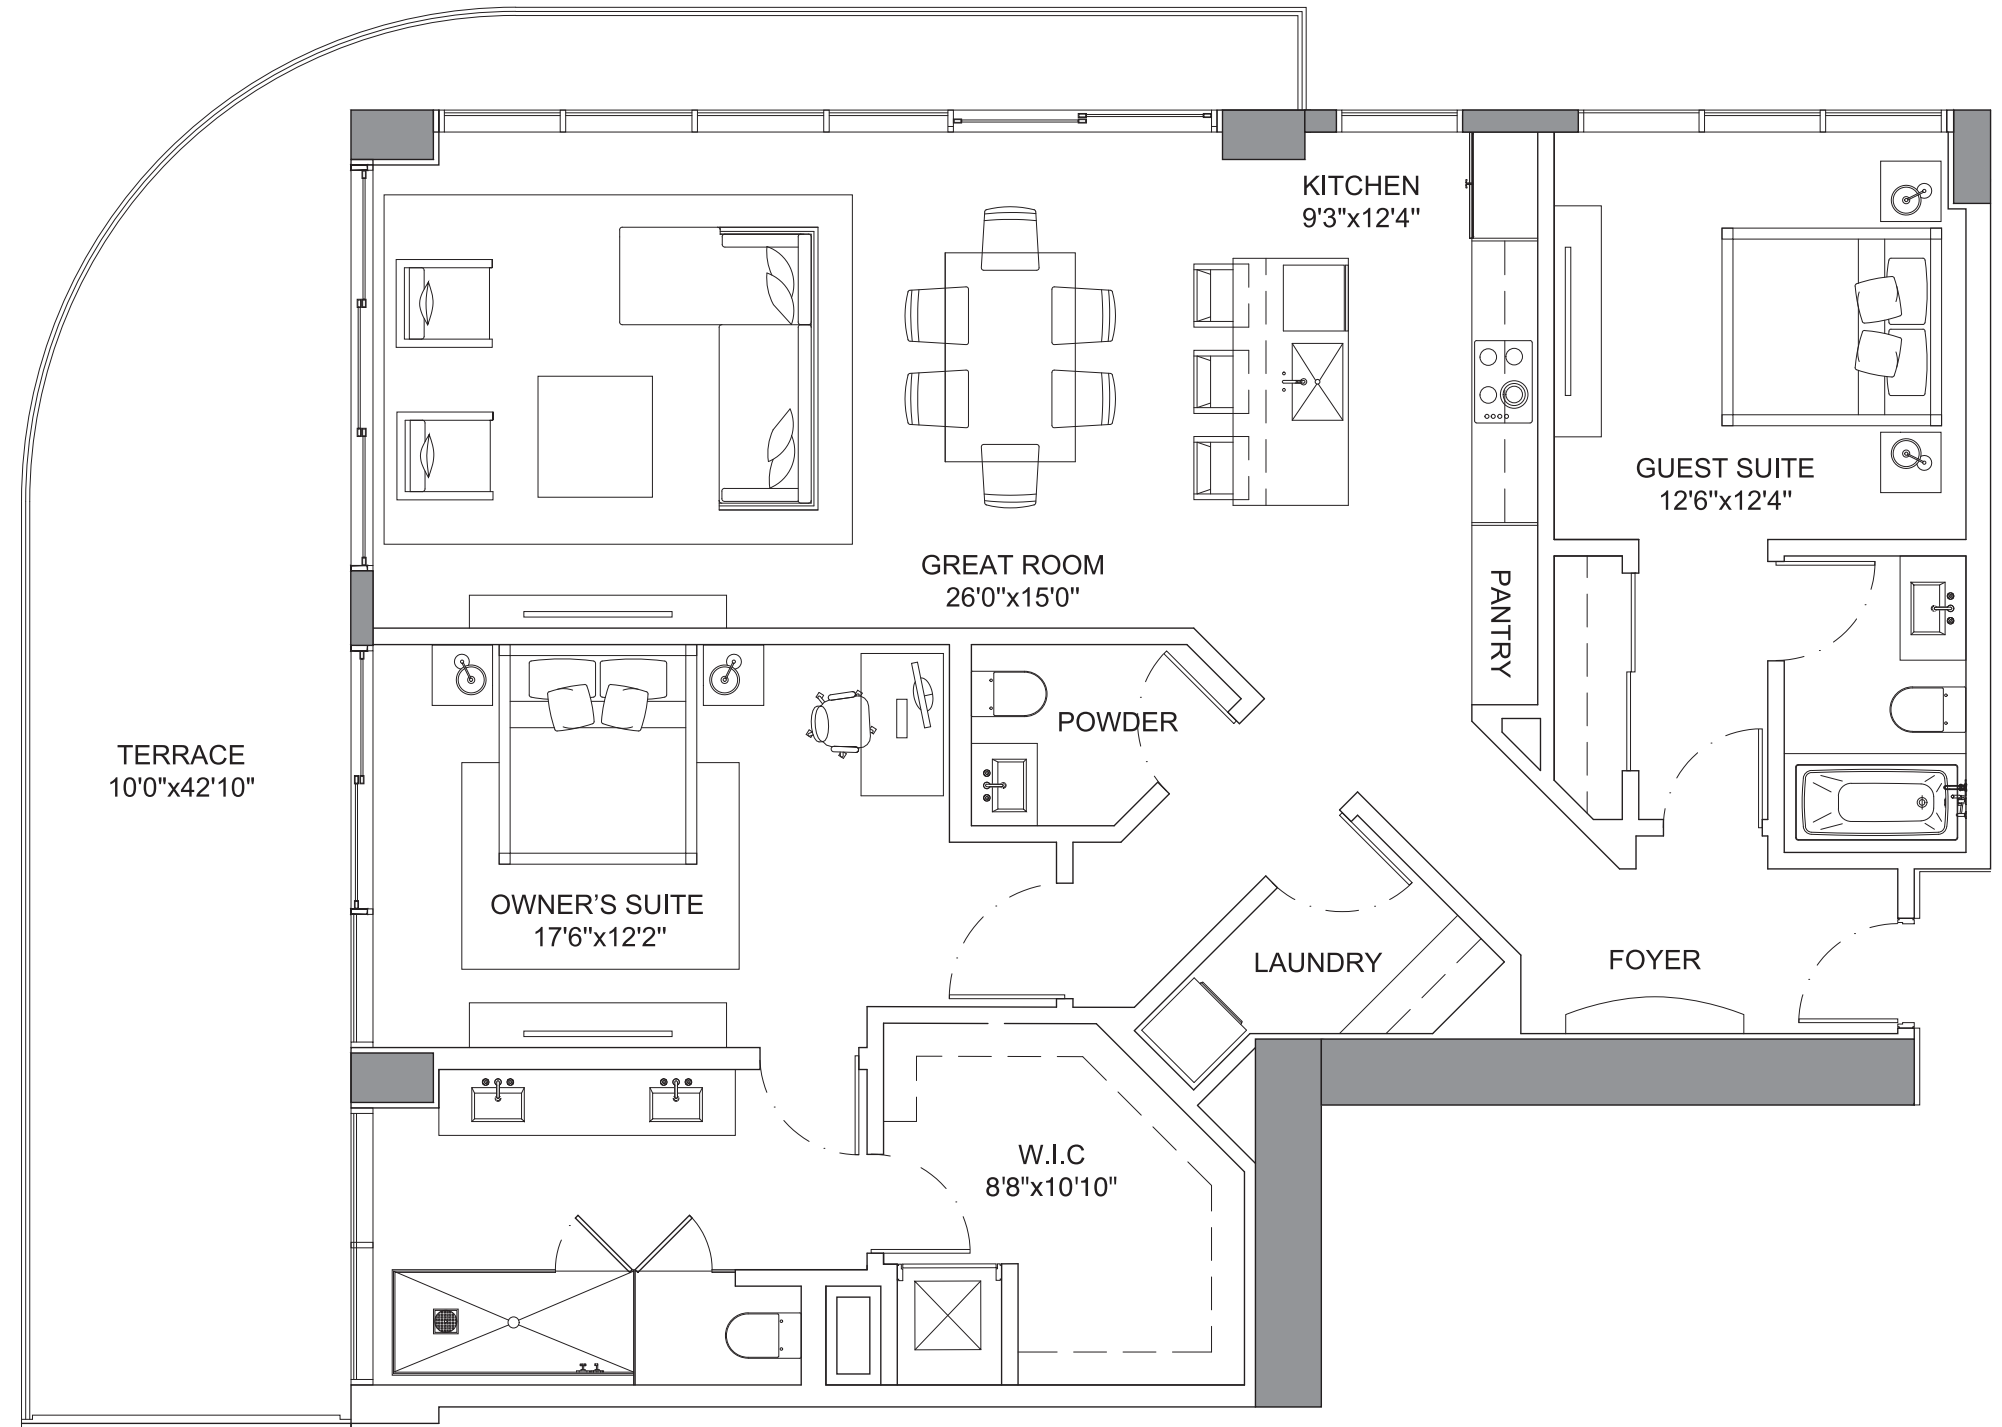 KITCHEN
9'3"x12'4"
GUEST SUITE
12'6"x12'4"
GREAT ROOM
26'0"x15'0"
PANTRY
POWDER
TERRACE
10'0"x42'10"
OWNER'S SUITE
17'6"x12'2"
LAUNDRY
FOYER
W.I.C
8'8"x10'10"